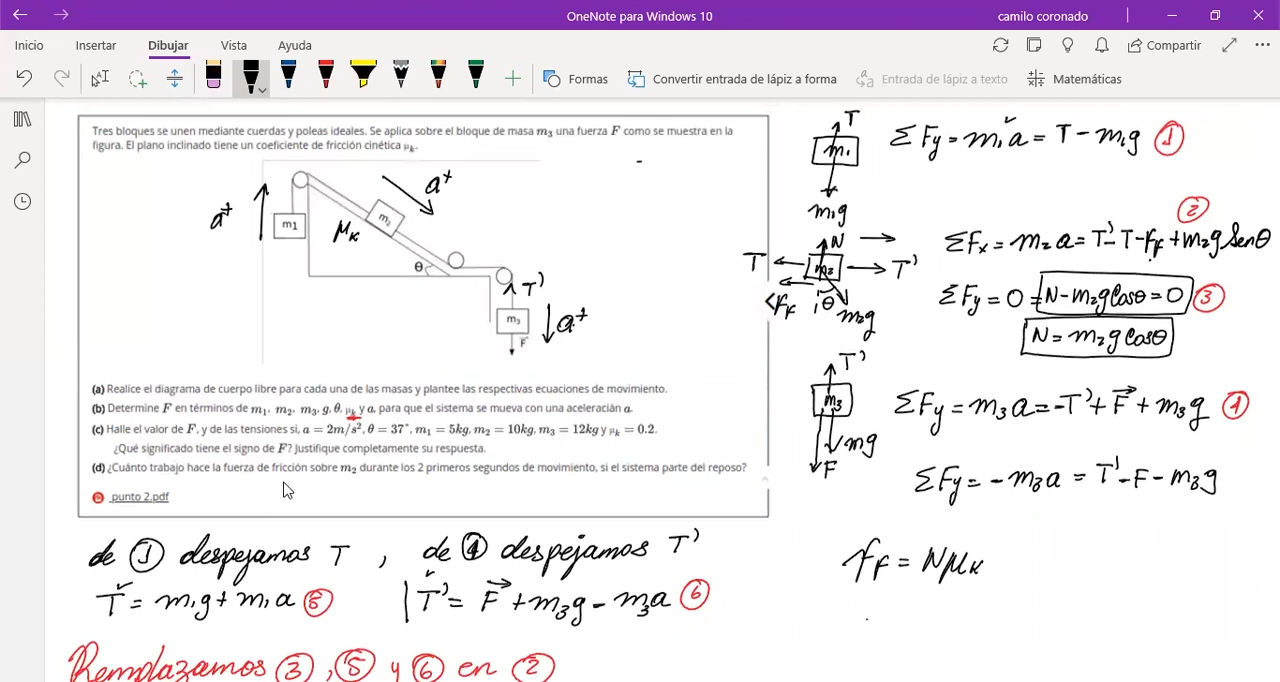 OneNote para Windows 10
camilo coronado
Inicio Insertar Dibujar Vista Ayuda
Compartir
Formas Convertir entrada de lápiz a forma Entrada de lápiz a texto Matemáticas
Tres bloques se unen mediante cuerdas y poleas ideales. Se aplica sobre el bloque de masa m₃ una fuerza F como se muestra en la
figura. El plano inclinado tiene un coeficiente de fricción cinética μₖ.
a⁺
m1
μₖ
m₂
a⁺
θ
T'
m₃
a⁺
F
(a) Realice el diagrama de cuerpo libre para cada una de las masas y plantee las respectivas ecuaciones de movimiento.
(b) Determine F en términos de m₁, m₂, m₃, g, θ, μₖ y a, para que el sistema se mueva con una aceleración a.
(c) Halle el valor de F, y de las tensiones si, a = 2m/s², θ = 37°, m₁ = 5kg, m₂ = 10kg, m₃ = 12kg y μₖ = 0.2.
¿Qué significado tiene el signo de F? Justifique completamente su respuesta.
(d) ¿Cuánto trabajo hace la fuerza de fricción sobre m₂ durante los 2 primeros segundos de movimiento, si el sistema parte del reposo?
punto 2.pdf
T
m₁
m₁g
ΣFy = m₁a = T - m₁g ①
N
T m₂ T'
<fF θ m₂g
②
ΣFx = m₂a = T' - T - fF + m₂g Senθ
ΣFy = 0 = N - m₂g Cosθ = 0 ③
N = m₂g Cosθ
T'
m₃
mg
F
ΣFy = m₃a = -T' + F + m₃g ④
ΣFy = - m₃a = T' - F - m₃g
fF = Nμₖ
de ① despejamos T , de ④ despejamos T'
T = m₁g + m₁a ⑤ T' = F + m₃g - m₃a ⑥
Remplazamos ③, ⑤ y ⑥ en ②